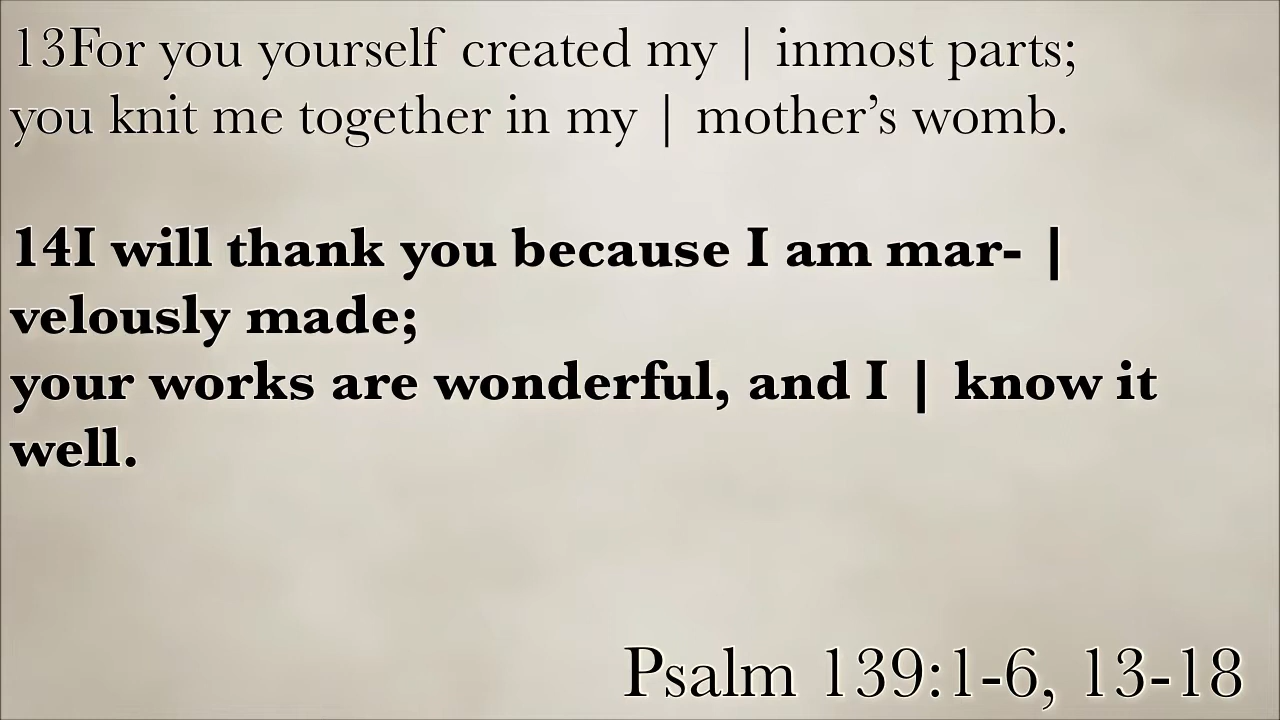 13For you yourself created my | inmost parts;
you knit me together in my | mother’s womb.
14I will thank you because I am mar- |
velously made;
your works are wonderful, and I | know it
well.
Psalm 139:1-6, 13-18